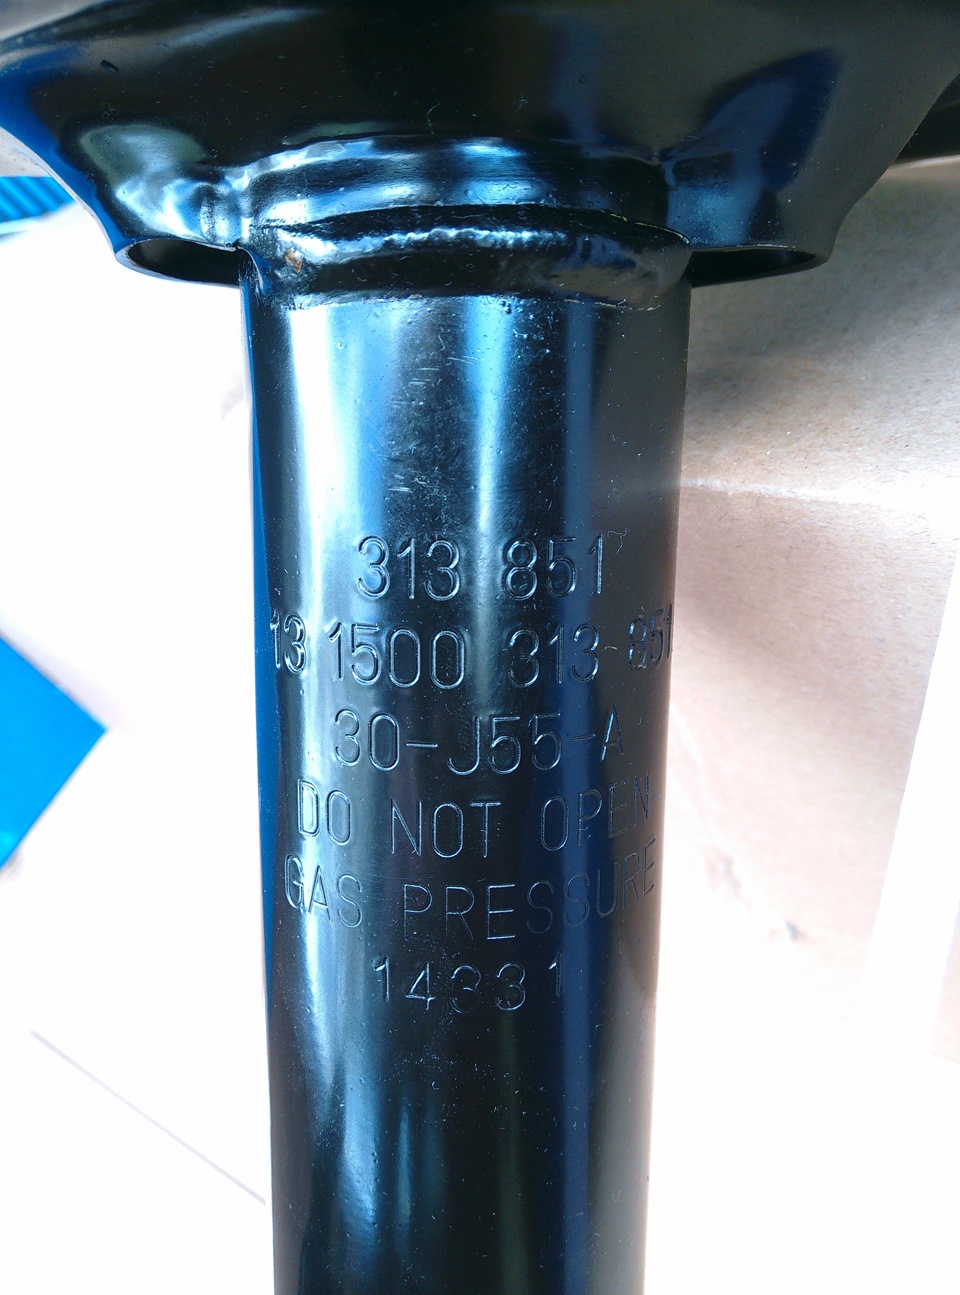 313 851
13 1500 313-851
30-J55-A
DO NOT OPEN
GAS PRESSURE
14331